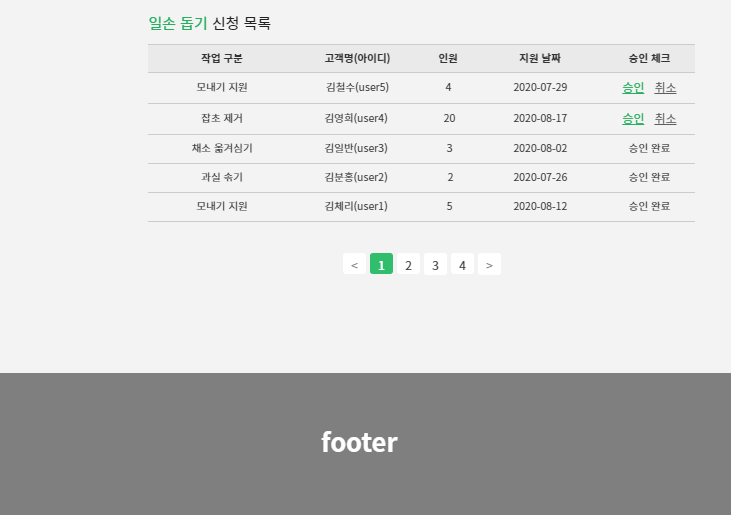 일손 돕기 신청 목록
작업 구분 고객명(아이디) 인원 지원 날짜 승인 체크
모내기 지원 김철수(user5) 4 2020-07-29 승인 취소
잡초 제거 김영희(user4) 20 2020-08-17 승인 취소
채소 옮겨심기 김일반(user3) 3 2020-08-02 승인 완료
과실 솎기 김분홍(user2) 2 2020-07-26 승인 완료
모내기 지원 김체리(user1) 5 2020-08-12 승인 완료
< 1 2 3 4 >
footer